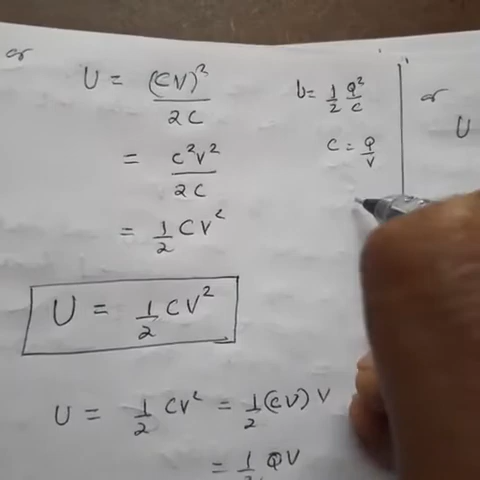 or
U = (CV)²/2C
= C²V²/2C
= 1/2 CV²
U = 1/2 CV²
U = 1/2 CV² = 1/2 (CV) V
= 1/2 QV
U = 1/2 Q²/C
C = Q/V
or
U